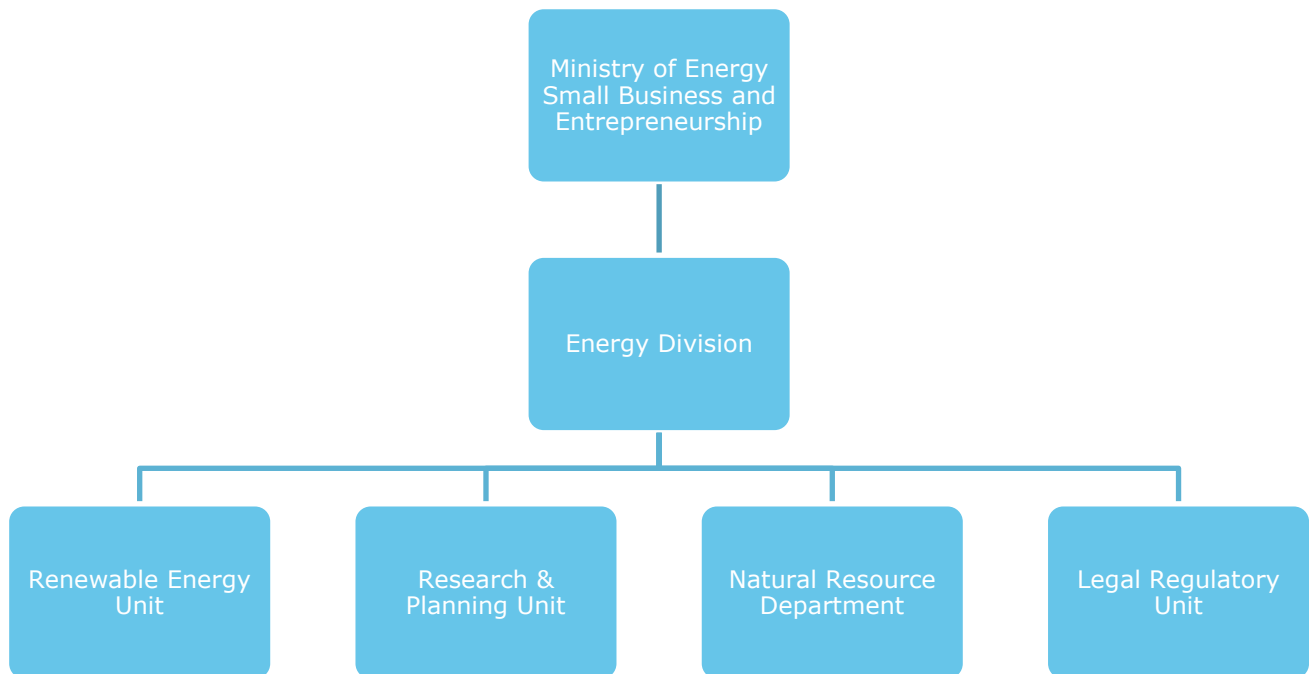 Ministry of Energy
Small Business and
Entrepreneurship
Energy Division
Renewable Energy
Unit
Research &
Planning Unit
Natural Resource
Department
Legal Regulatory
Unit